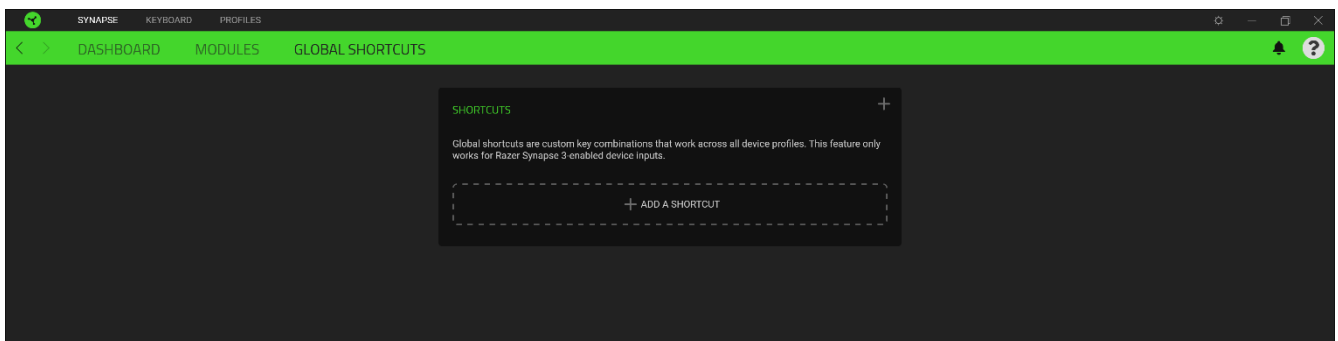 SYNAPSE KEYBOARD PROFILES
DASHBOARD MODULES GLOBAL SHORTCUTS
?
SHORTCUTS
Global shortcuts are custom key combinations that work across all device profiles. This feature only
works for Razer Synapse 3-enabled device inputs.
ADD A SHORTCUT